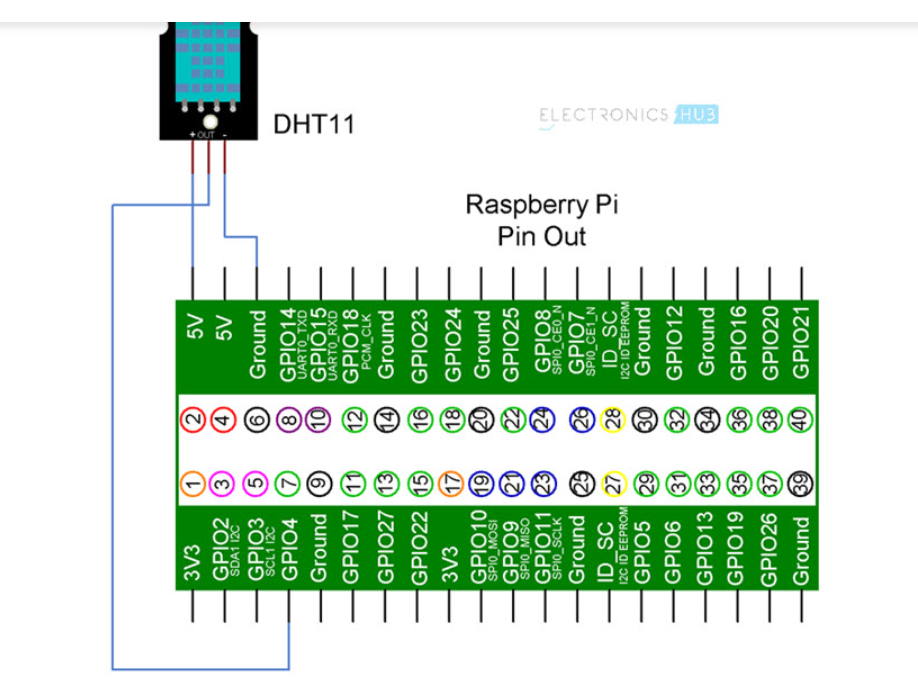 + OUT -
DHT11
ELECTRONICS HUB
Raspberry Pi
Pin Out
5V
5V
Ground
GPIO14
UART0_TXD
GPIO15
UART0_RXD
GPIO18
PCM_CLK
Ground
GPIO23
GPIO24
Ground
GPIO25
GPIO8
SPI0_CE0_N
GPIO7
SPI0_CE1_N
ID_SC
I2C ID EEPROM
Ground
GPIO12
Ground
GPIO16
GPIO20
GPIO21
2 4 6 8 10 12 14 16 18 20 22 24 26 28 30 32 34 36 38 40
1 3 5 7 9 11 13 15 17 19 21 23 25 27 29 31 33 35 37 39
3V3
GPIO2
SDA1 I2C
GPIO3
SCL1 I2C
GPIO4
Ground
GPIO17
GPIO27
GPIO22
3V3
GPIO10
SPI0_MOSI
GPIO9
SPI0_MISO
GPIO11
SPI0_SCLK
Ground
ID_SC
I2C ID EEPROM
GPIO5
GPIO6
GPIO13
GPIO19
GPIO26
Ground